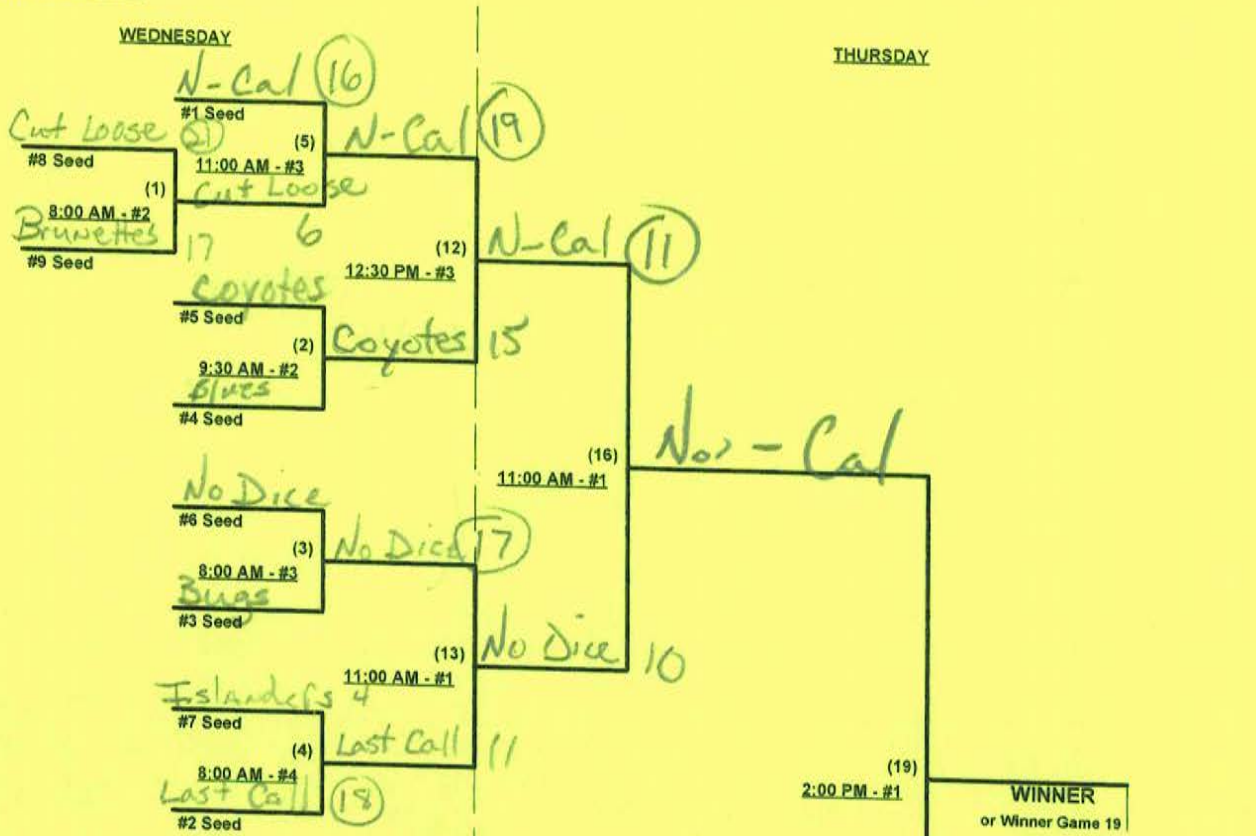 WEDNESDAY
THURSDAY
N-Cal 16
#1 Seed
Cut Loose 21
#8 Seed
(5)
11:00 AM - #3
N-Cal 19
(1)
8:00 AM - #2
Cut Loose
6
Brunettes 17
#9 Seed
(12)
12:30 PM - #3
N-Cal 11
Coyotes
#5 Seed
(2)
9:30 AM - #2
Coyotes 15
Blues
#4 Seed
(16)
11:00 AM - #1
Nor-Cal
No Dice
#6 Seed
(3)
8:00 AM - #3
No Dice 17
Bugs
#3 Seed
(13)
11:00 AM - #1
No Dice 10
Islanders 4
#7 Seed
(4)
8:00 AM - #4
Last Call 11
Last Call 18
#2 Seed
(19)
2:00 PM - #1
WINNER
or Winner Game 19